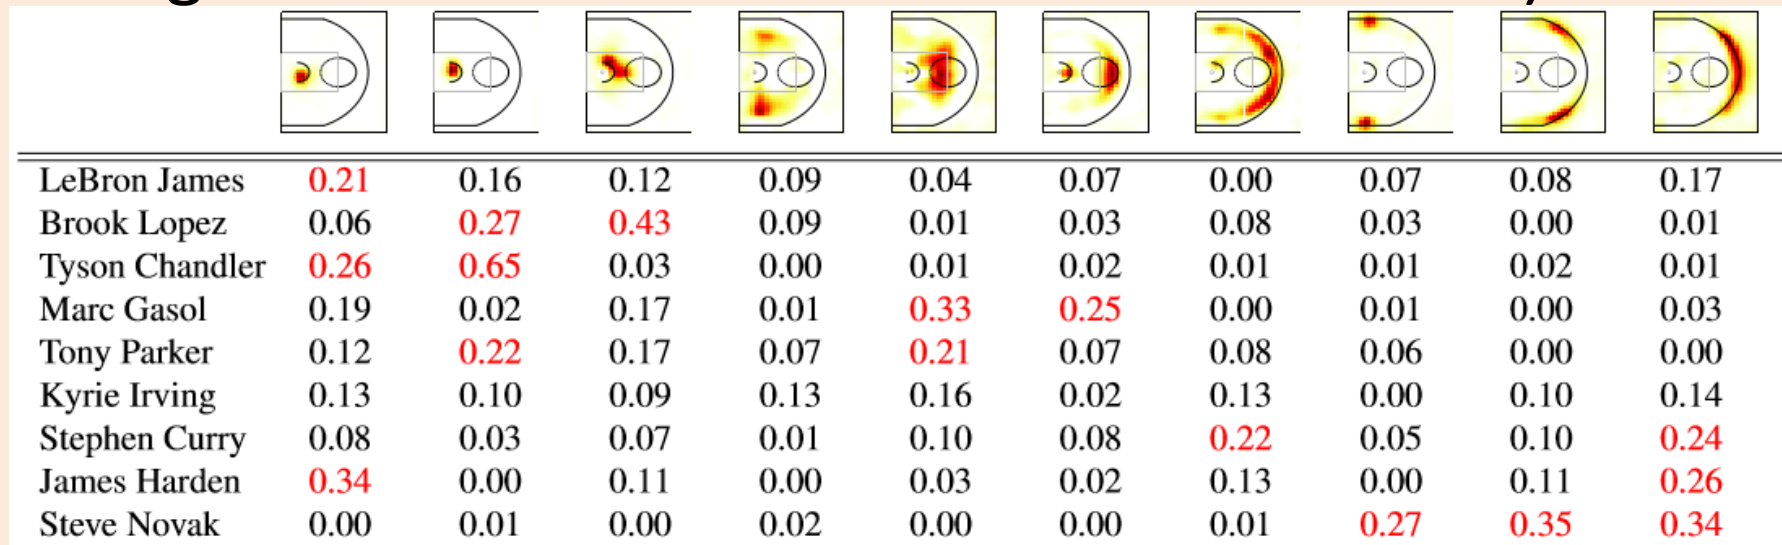 LeBron James 0.21 0.16 0.12 0.09 0.04 0.07 0.00 0.07 0.08 0.17
Brook Lopez 0.06 0.27 0.43 0.09 0.01 0.03 0.08 0.03 0.00 0.01
Tyson Chandler 0.26 0.65 0.03 0.00 0.01 0.02 0.01 0.01 0.02 0.01
Marc Gasol 0.19 0.02 0.17 0.01 0.33 0.25 0.00 0.01 0.00 0.03
Tony Parker 0.12 0.22 0.17 0.07 0.21 0.07 0.08 0.06 0.00 0.00
Kyrie Irving 0.13 0.10 0.09 0.13 0.16 0.02 0.13 0.00 0.10 0.14
Stephen Curry 0.08 0.03 0.07 0.01 0.10 0.08 0.22 0.05 0.10 0.24
James Harden 0.34 0.00 0.11 0.00 0.03 0.02 0.13 0.00 0.11 0.26
Steve Novak 0.00 0.01 0.00 0.02 0.00 0.00 0.01 0.27 0.35 0.34